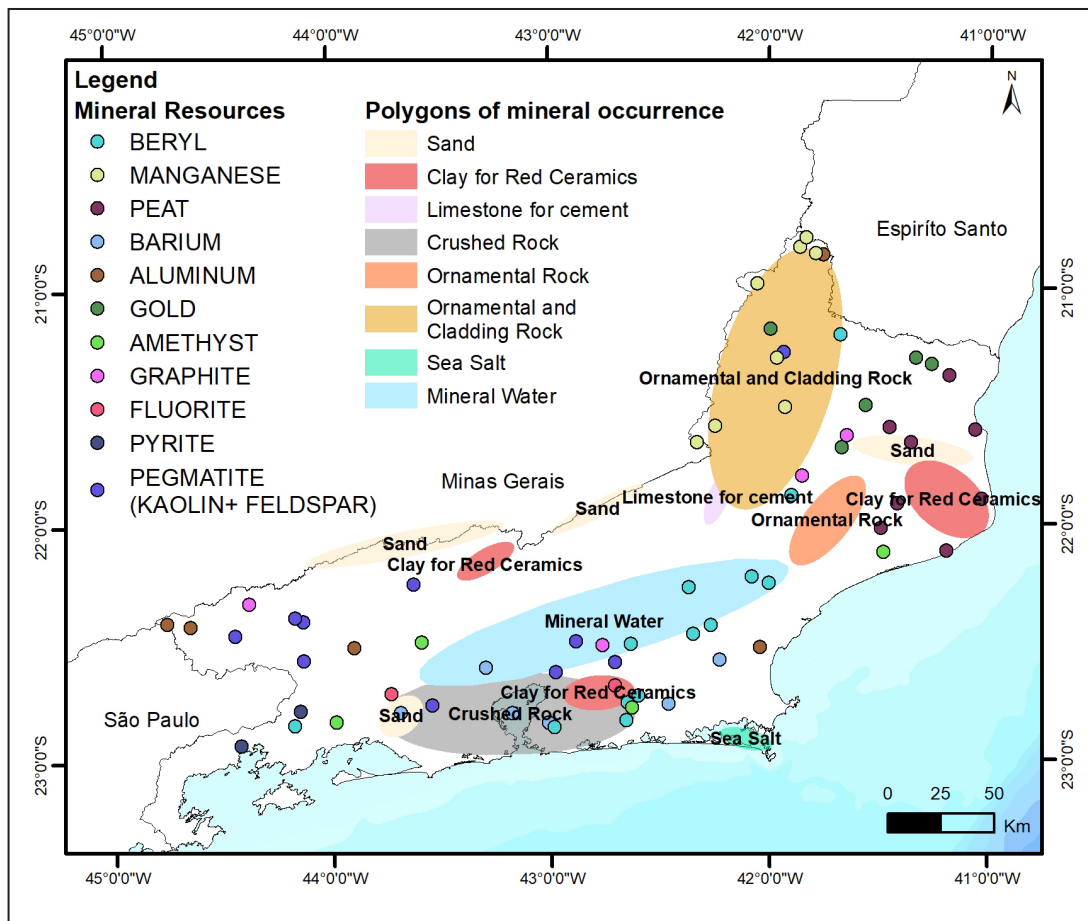 45°0'0"W 44°0'0"W 43°0'0"W 42°0'0"W 41°0'0"W
Legend
Mineral Resources
BERYL
MANGANESE
PEAT
BARIUM
ALUMINUM
GOLD
AMETHYST
GRAPHITE
FLUORITE
PYRITE
PEGMATITE
(KAOLIN+ FELDSPAR)
Polygons of mineral occurrence
Sand
Clay for Red Ceramics
Limestone for cement
Crushed Rock
Ornamental Rock
Ornamental and
Cladding Rock
Sea Salt
Mineral Water
N
Espiríto Santo
21°0'0"S 21°0'0"S
Ornamental and Cladding Rock
Sand
Minas Gerais
Limestone for cement Clay for Red Ceramics
Sand
Ornamental Rock
22°0'0"S 22°0'0"S
Sand
Clay for Red Ceramics
Mineral Water
Clay for Red Ceramics
São Paulo Sand Crushed Rock
Sea Salt
23°0'0"S 23°0'0"S
0 25 50
Km
45°0'0"W 44°0'0"W 43°0'0"W 42°0'0"W 41°0'0"W